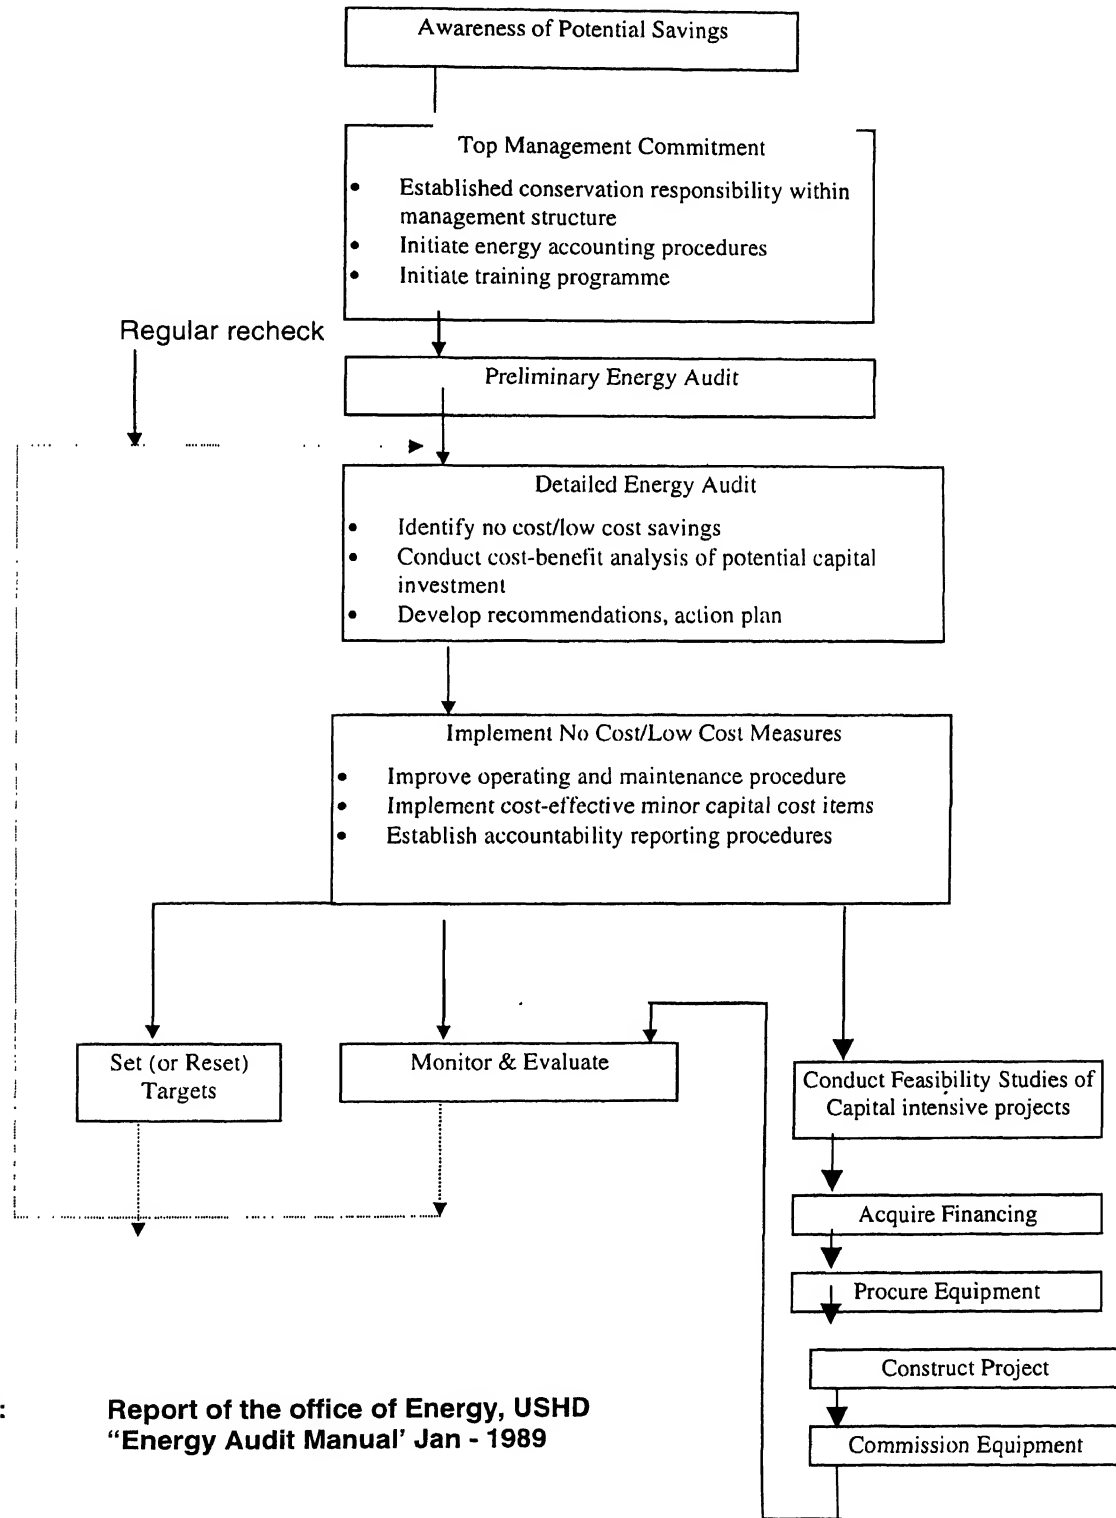 Awareness of Potential Savings
Top Management Commitment
• Established conservation responsibility within
management structure
• Initiate energy accounting procedures
• Initiate training programme
Regular recheck
Preliminary Energy Audit
Detailed Energy Audit
• Identify no cost/low cost savings
• Conduct cost-benefit analysis of potential capital
investment
• Develop recommendations, action plan
Implement No Cost/Low Cost Measures
• Improve operating and maintenance procedure
• Implement cost-effective minor capital cost items
• Establish accountability reporting procedures
Set (or Reset)
Targets
Monitor & Evaluate
Conduct Feasibility Studies of
Capital intensive projects
Acquire Financing
Procure Equipment
Construct Project
Commission Equipment
: Report of the office of Energy, USHD
“Energy Audit Manual’ Jan - 1989